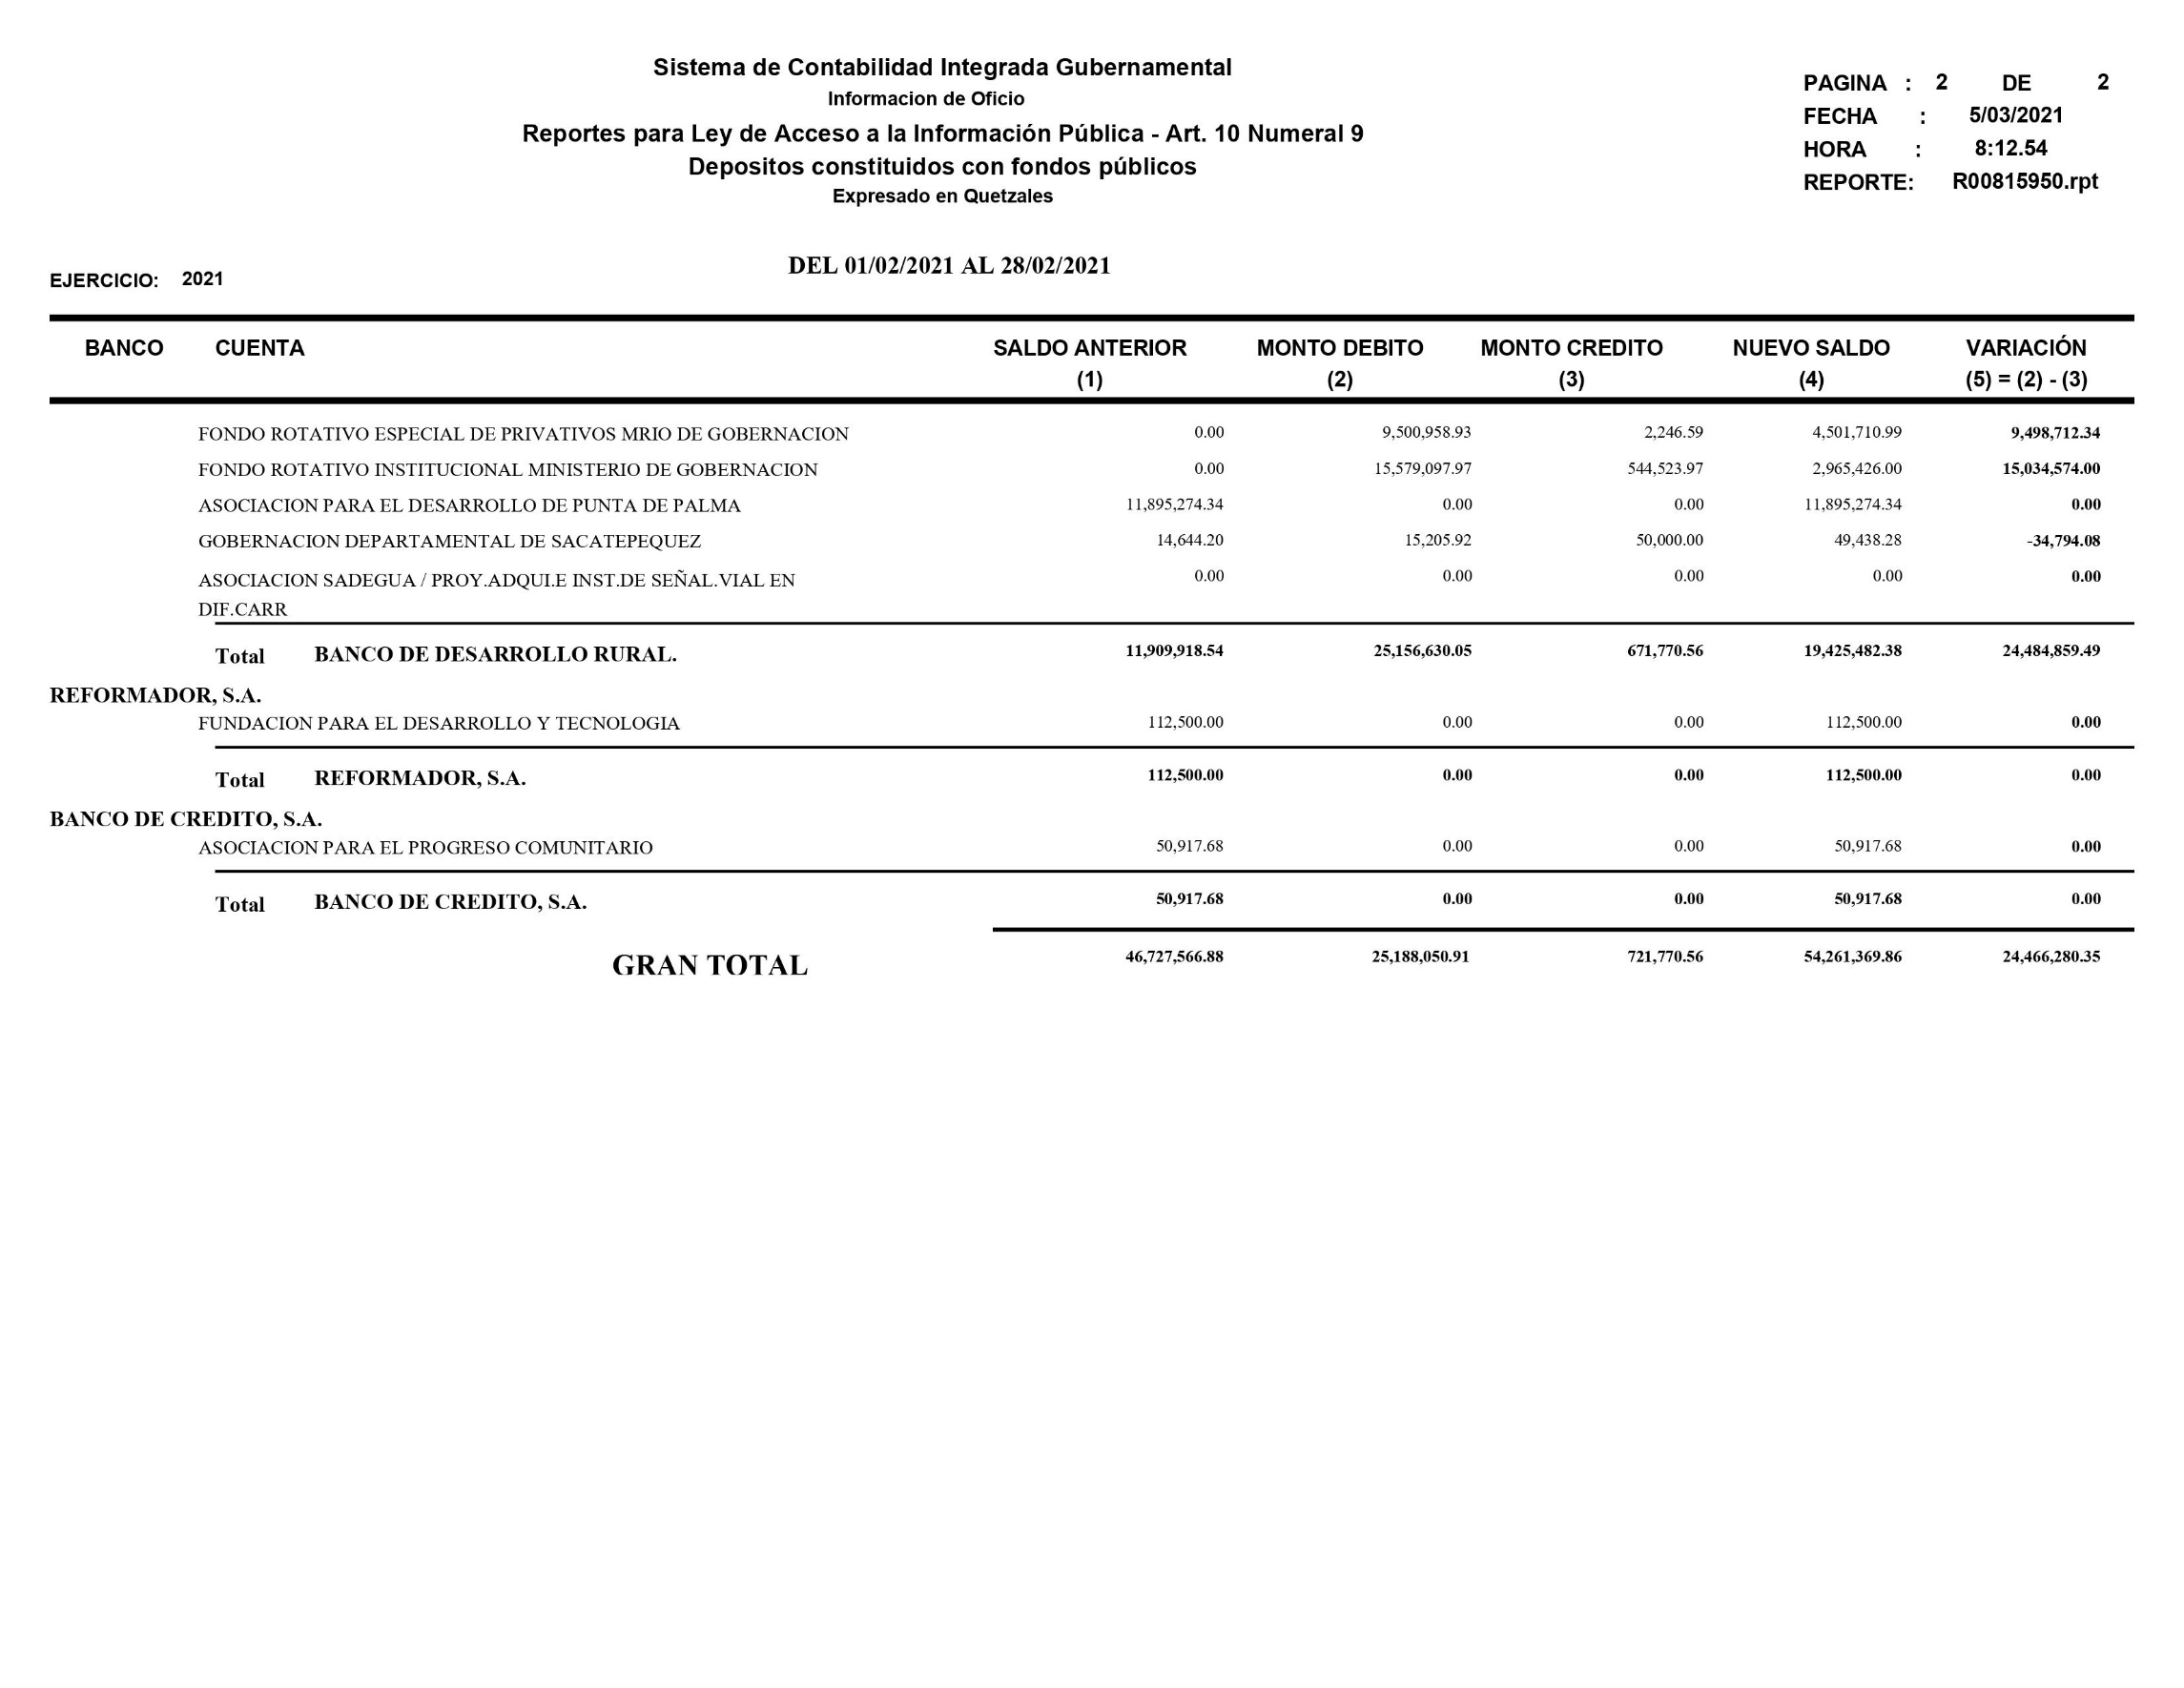 Sistema de Contabilidad Integrada Gubernamental
Informacion de Oficio
Reportes para Ley de Acceso a la Información Pública - Art. 10 Numeral 9
Depositos constituidos con fondos públicos
Expresado en Quetzales
PAGINA : 2 DE 2
FECHA : 5/03/2021
HORA : 8:12.54
REPORTE: R00815950.rpt
DEL 01/02/2021 AL 28/02/2021
EJERCICIO: 2021
BANCO CUENTA SALDO ANTERIOR MONTO DEBITO MONTO CREDITO NUEVO SALDO VARIACIÓN
(1) (2) (3) (4) (5) = (2) - (3)
FONDO ROTATIVO ESPECIAL DE PRIVATIVOS MRIO DE GOBERNACION 0.00 9,500,958.93 2,246.59 4,501,710.99 9,498,712.34
FONDO ROTATIVO INSTITUCIONAL MINISTERIO DE GOBERNACION 0.00 15,579,097.97 544,523.97 2,965,426.00 15,034,574.00
ASOCIACION PARA EL DESARROLLO DE PUNTA DE PALMA 11,895,274.34 0.00 0.00 11,895,274.34 0.00
GOBERNACION DEPARTAMENTAL DE SACATEPEQUEZ 14,644.20 15,205.92 50,000.00 49,438.28 -34,794.08
ASOCIACION SADEGUA / PROY.ADQUI.E INST.DE SEÑAL.VIAL EN 0.00 0.00 0.00 0.00 0.00
DIF.CARR
Total BANCO DE DESARROLLO RURAL. 11,909,918.54 25,156,630.05 671,770.56 19,425,482.38 24,484,859.49
REFORMADOR, S.A.
FUNDACION PARA EL DESARROLLO Y TECNOLOGIA 112,500.00 0.00 0.00 112,500.00 0.00
Total REFORMADOR, S.A. 112,500.00 0.00 0.00 112,500.00 0.00
BANCO DE CREDITO, S.A.
ASOCIACION PARA EL PROGRESO COMUNITARIO 50,917.68 0.00 0.00 50,917.68 0.00
Total BANCO DE CREDITO, S.A. 50,917.68 0.00 0.00 50,917.68 0.00
GRAN TOTAL 46,727,566.88 25,188,050.91 721,770.56 54,261,369.86 24,466,280.35